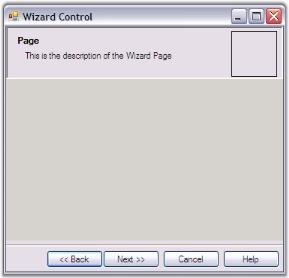 Wizard Control
Page
This is the description of the Wizard Page
<< Back
Next >>
Cancel
Help